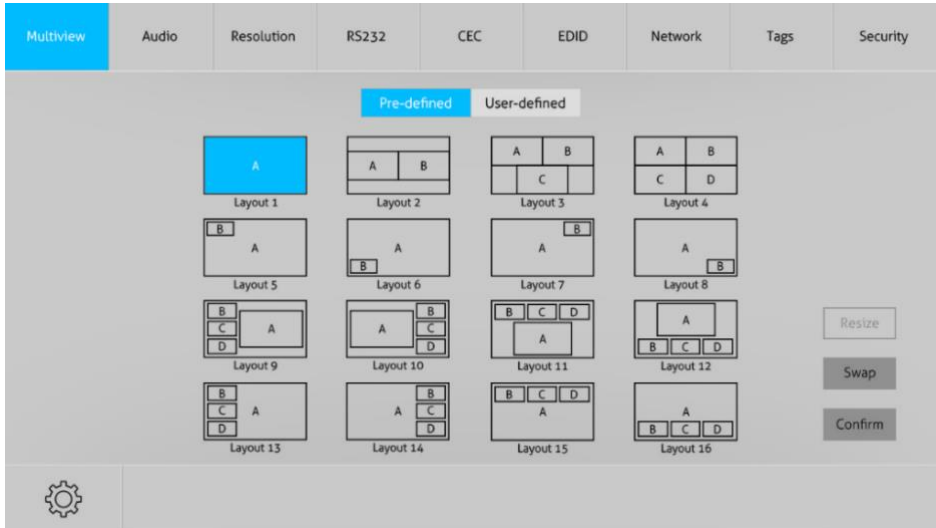 Multiview Audio Resolution RS232 CEC EDID Network Tags Security
Pre-defined User-defined
A
A B
A B
C
A B
C D
Layout 1 Layout 2 Layout 3 Layout 4
B
A
A
B
B
A
A
B
Layout 5 Layout 6 Layout 7 Layout 8
B
C
D
A
A
B
C
D
B C D
A
A
B C D
Layout 9 Layout 10 Layout 11 Layout 12
Resize
Swap
B
C
D
A
A
B
C
D
B C D
A
A
B C D
Confirm
Layout 13 Layout 14 Layout 15 Layout 16